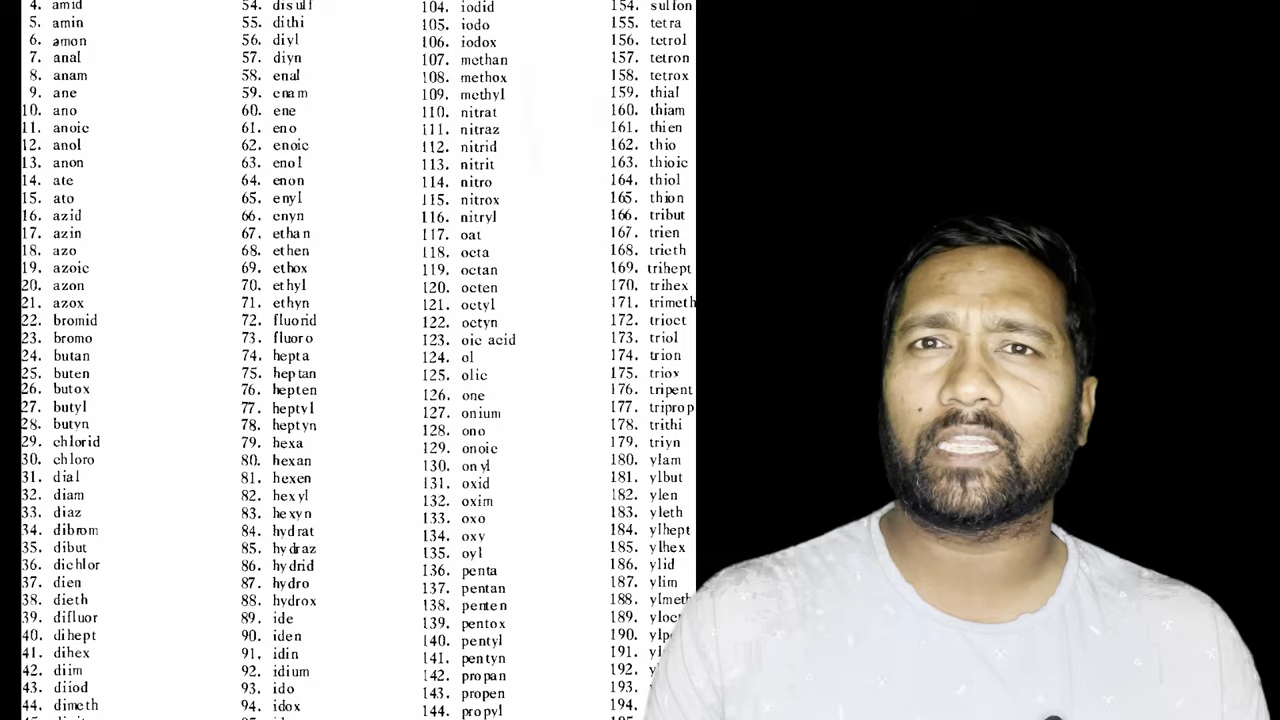 4. amid
5. amin
6. amon
7. anal
8. anam
9. ane
10. ano
11. anoic
12. anol
13. anon
14. ate
15. ato
16. azid
17. azin
18. azo
19. azoic
20. azon
21. azox
22. bromid
23. bromo
24. butan
25. buten
26. butox
27. butyl
28. butyn
29. chlorid
30. chloro
31. dial
32. diam
33. diaz
34. dibrom
35. dibut
36. dichlor
37. dien
38. dieth
39. difluor
40. dihept
41. dihex
42. diim
43. diiod
44. dimeth
54. disulf
55. dithi
56. diyl
57. diyn
58. enal
59. enam
60. ene
61. eno
62. enoic
63. enol
64. enon
65. enyl
66. enyn
67. ethan
68. ethen
69. ethox
70. ethyl
71. ethyn
72. fluorid
73. fluoro
74. hepta
75. heptan
76. hepten
77. heptyl
78. heptyn
79. hexa
80. hexan
81. hexen
82. hexyl
83. hexyn
84. hydrat
85. hydraz
86. hydrid
87. hydro
88. hydrox
89. ide
90. iden
91. idin
92. idium
93. ido
94. idox
104. iodid
105. iodo
106. iodox
107. methan
108. methox
109. methyl
110. nitrat
111. nitraz
112. nitrid
113. nitrit
114. nitro
115. nitrox
116. nitryl
117. oat
118. octa
119. octan
120. octen
121. octyl
122. octyn
123. oic acid
124. ol
125. olic
126. one
127. onium
128. ono
129. onoic
130. onyl
131. oxid
132. oxim
133. oxo
134. oxy
135. oyl
136. penta
137. pentan
138. penten
139. pentox
140. pentyl
141. pentyn
142. propan
143. propen
144. propyl
154. sulfon
155. tetra
156. tetrol
157. tetron
158. tetrox
159. thial
160. thiam
161. thien
162. thio
163. thioic
164. thiol
165. thion
166. tribut
167. trien
168. trieth
169. trihept
170. trihex
171. trimeth
172. trioct
173. triol
174. trion
175. triox
176. tripent
177. triprop
178. trithi
179. triyn
180. ylam
181. ylbut
182. ylen
183. yleth
184. ylhept
185. ylhex
186. ylid
187. ylim
188. ylmeth
189.
190.
191.
192.
193.
194.